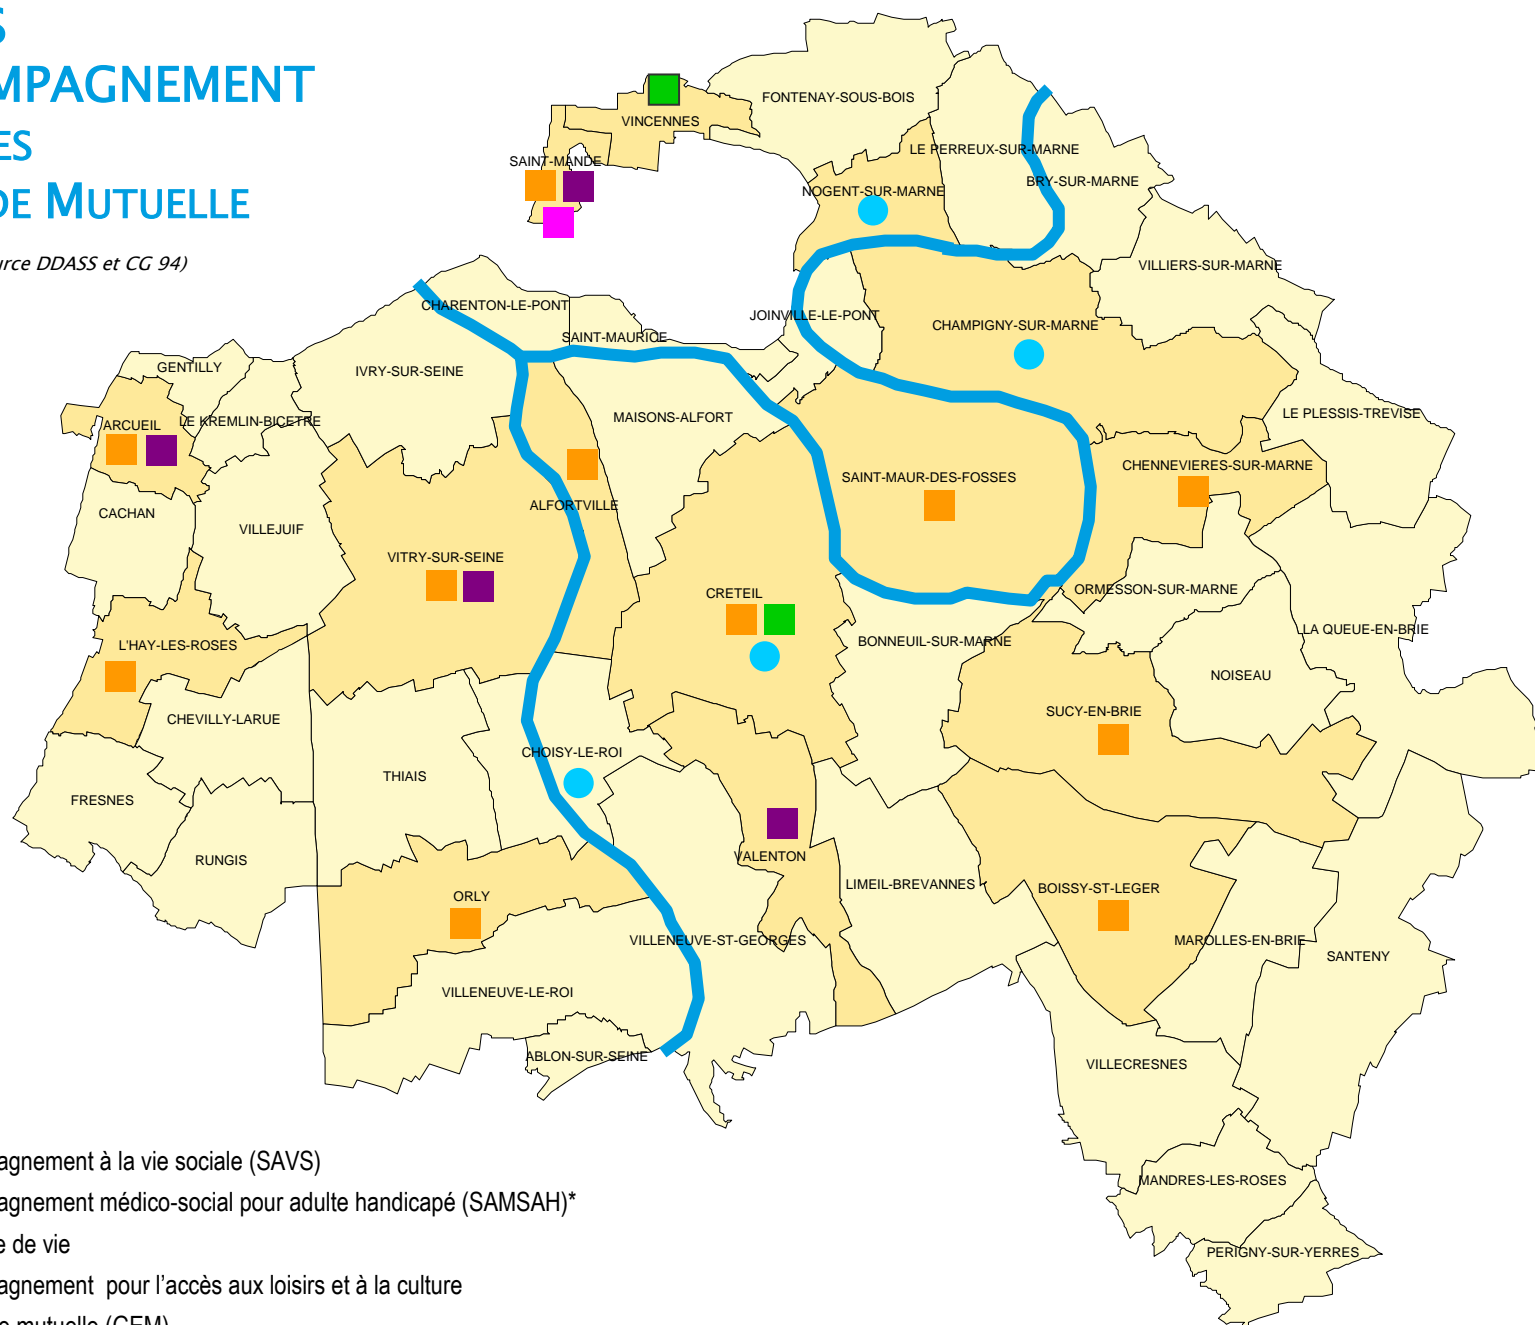 S
MPAGNEMENT
ES
DE MUTUELLE
urce DDASS et CG 94)
FONTENAY-SOUS-BOIS
VINCENNES
LE PERREUX-SUR-MARNE
SAINT-MANDE
BRY-SUR-MARNE
NOGENT-SUR-MARNE
VILLIERS-SUR-MARNE
CHARENTON-LE-PONT
JOINVILLE-LE-PONT
CHAMPIGNY-SUR-MARNE
SAINT-MAURICE
GENTILLY
IVRY-SUR-SEINE
LE PLESSIS-TREVISE
MAISONS-ALFORT
ARCUEIL
LE KREMLIN-BICETRE
CHENNEVIERES-SUR-MARNE
SAINT-MAUR-DES-FOSSES
ALFORTVILLE
CACHAN
VILLEJUIF
VITRY-SUR-SEINE
ORMESSON-SUR-MARNE
CRETEIL
LA QUEUE-EN-BRIE
BONNEUIL-SUR-MARNE
L'HAY-LES-ROSES
NOISEAU
SUCY-EN-BRIE
CHEVILLY-LARUE
CHOISY-LE-ROI
THIAIS
FRESNES
VALENTON
RUNGIS
LIMEIL-BREVANNES
BOISSY-ST-LEGER
ORLY
VILLENEUVE-ST-GEORGES
MAROLLES-EN-BRIE
SANTENY
VILLENEUVE-LE-ROI
ABLON-SUR-SEINE
VILLECRESNES
MANDRES-LES-ROSES
PERIGNY-SUR-YERRES
agnement à la vie sociale (SAVS)
agnement médico-social pour adulte handicapé (SAMSAH)*
e de vie
agnement pour l'accès aux loisirs et à la culture
e mutuelle (GEM)